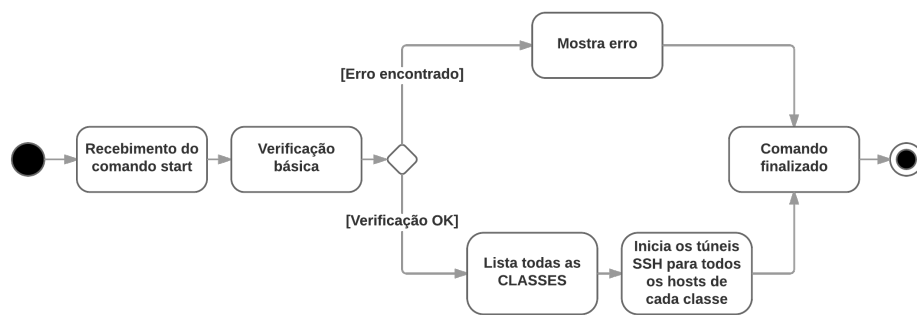 Mostra erro
[Erro encontrado]
Recebimento do
comando start
Verificação
básica
Comando
finalizado
[Verificação OK]
Lista todas as
CLASSES
Inicia os túneis
SSH para todos
os hosts de
cada classe